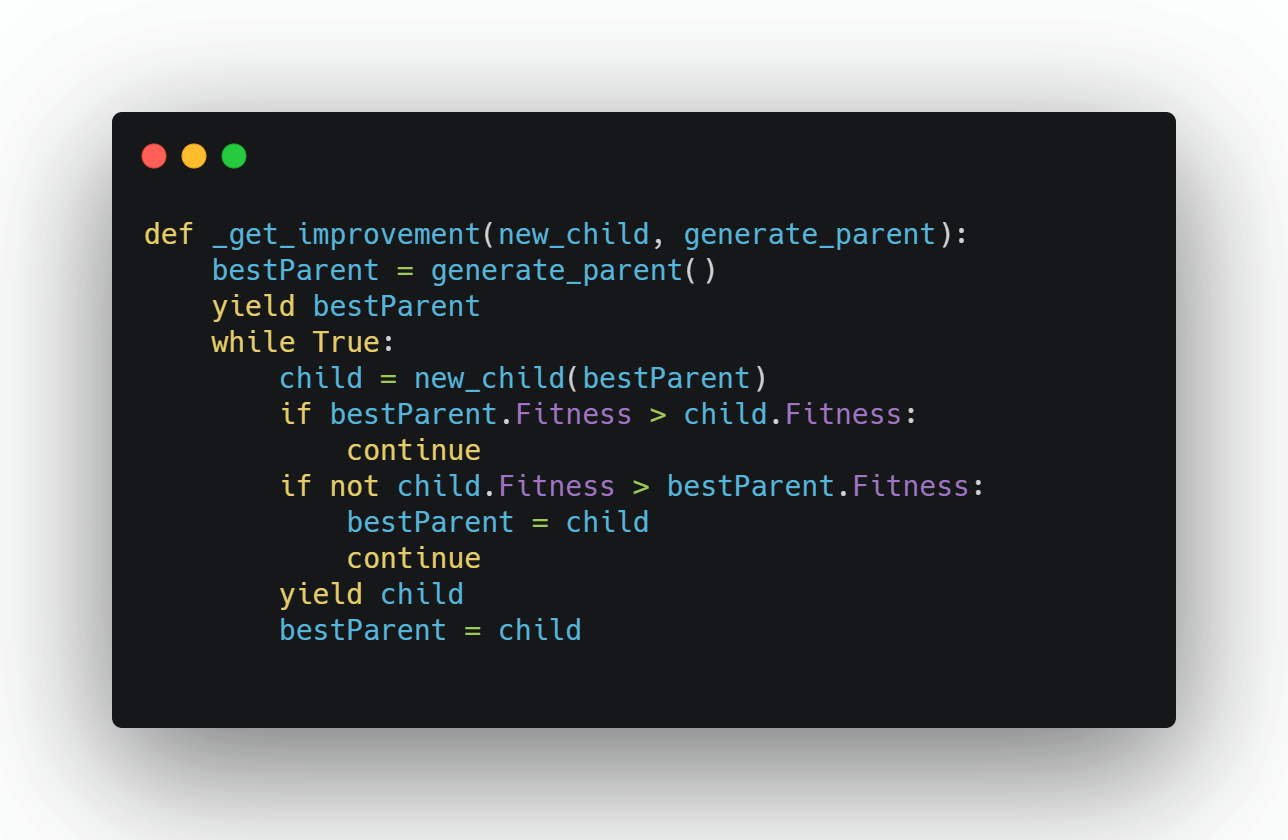 def _get_improvement(new_child, generate_parent):
    bestParent = generate_parent()
    yield bestParent
    while True:
        child = new_child(bestParent)
        if bestParent.Fitness > child.Fitness:
            continue
        if not child.Fitness > bestParent.Fitness:
            bestParent = child
            continue
        yield child
        bestParent = child